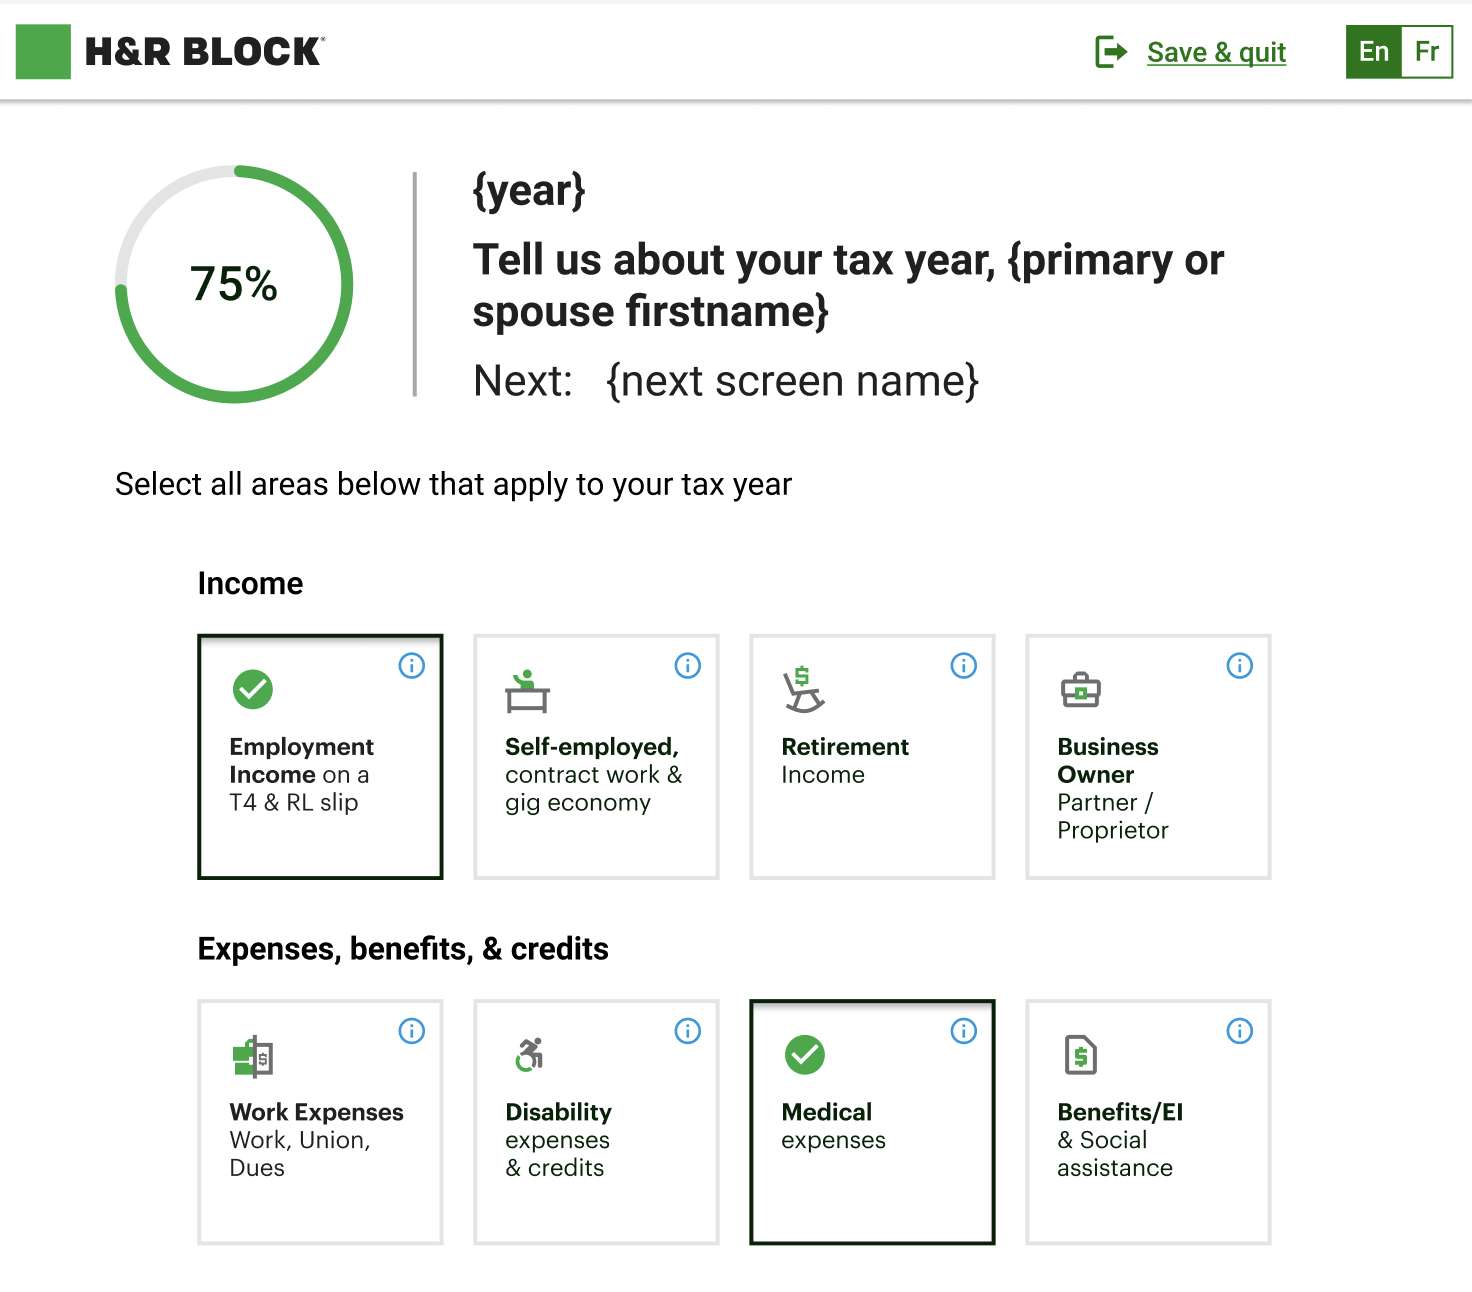 H&R BLOCK®
Save & quit
En Fr
75%
{year}
Tell us about your tax year, {primary or
spouse firstname}
Next: {next screen name}
Select all areas below that apply to your tax year
Income
Employment
Income on a
T4 & RL slip
Self-employed,
contract work &
gig economy
Retirement
Income
Business
Owner
Partner /
Proprietor
Expenses, benefits, & credits
Work Expenses
Work, Union,
Dues
Disability
expenses
& credits
Medical
expenses
Benefits/EI
& Social
assistance